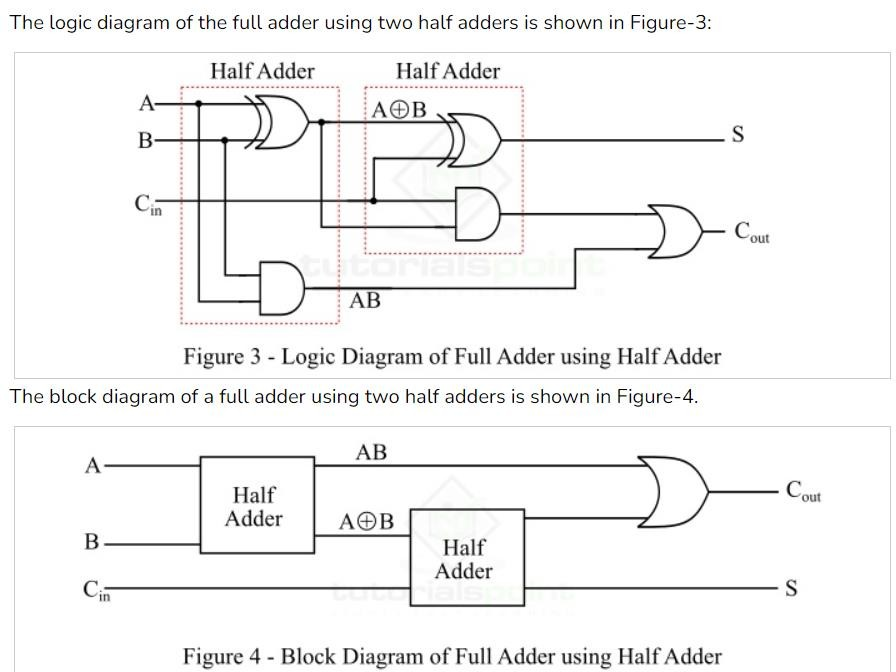 The logic diagram of the full adder using two half adders is shown in Figure-3:
Half Adder Half Adder
A
A⊕B
B
S
Cin
Cout
tutorialspoint
AB
Figure 3 - Logic Diagram of Full Adder using Half Adder
The block diagram of a full adder using two half adders is shown in Figure-4.
AB
A
Half
Adder
Cout
A⊕B
B
Half
Adder
Cin
S
tutorialspoint
Figure 4 - Block Diagram of Full Adder using Half Adder